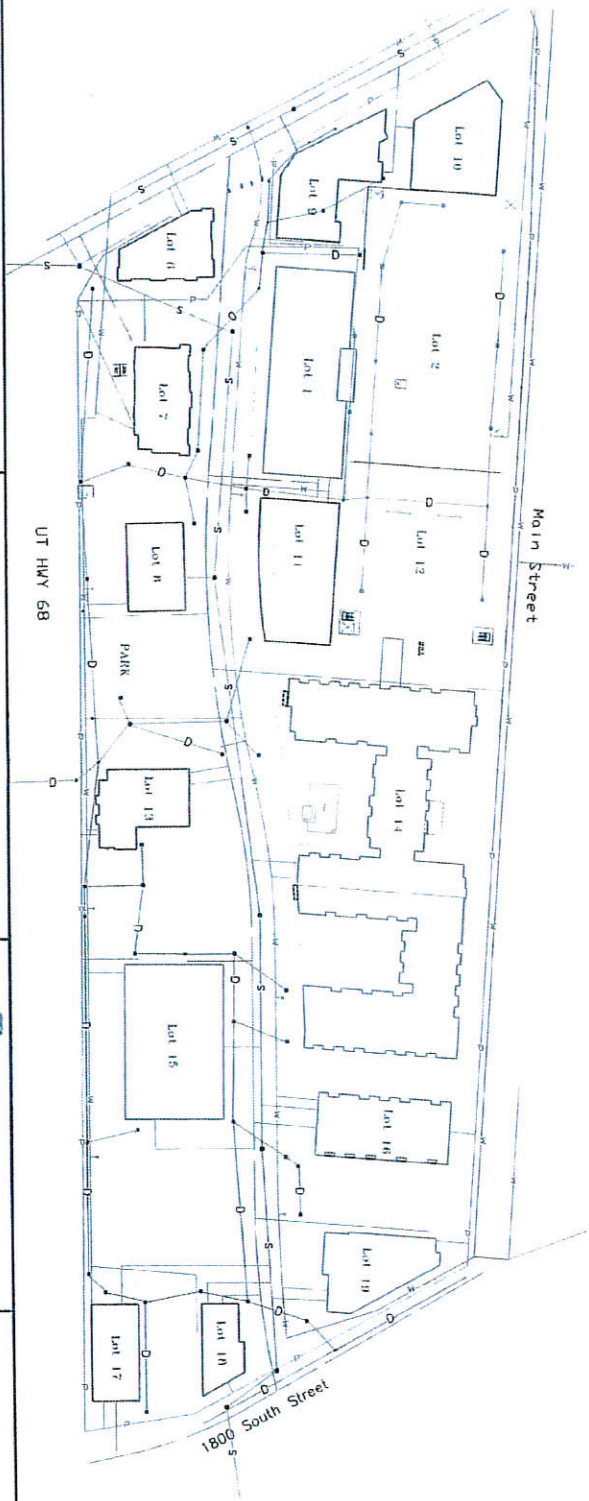 Lot 10
Lot 9
Lot 6
Lot 2
Lot 1
Lot 7
Main Street
Lot 12
Lot 11
Lot 8
UT HWY 68
PARK
Lot 14
Lot 13
Lot 15
Lot 16
Lot 19
Lot 17
1800 South Street